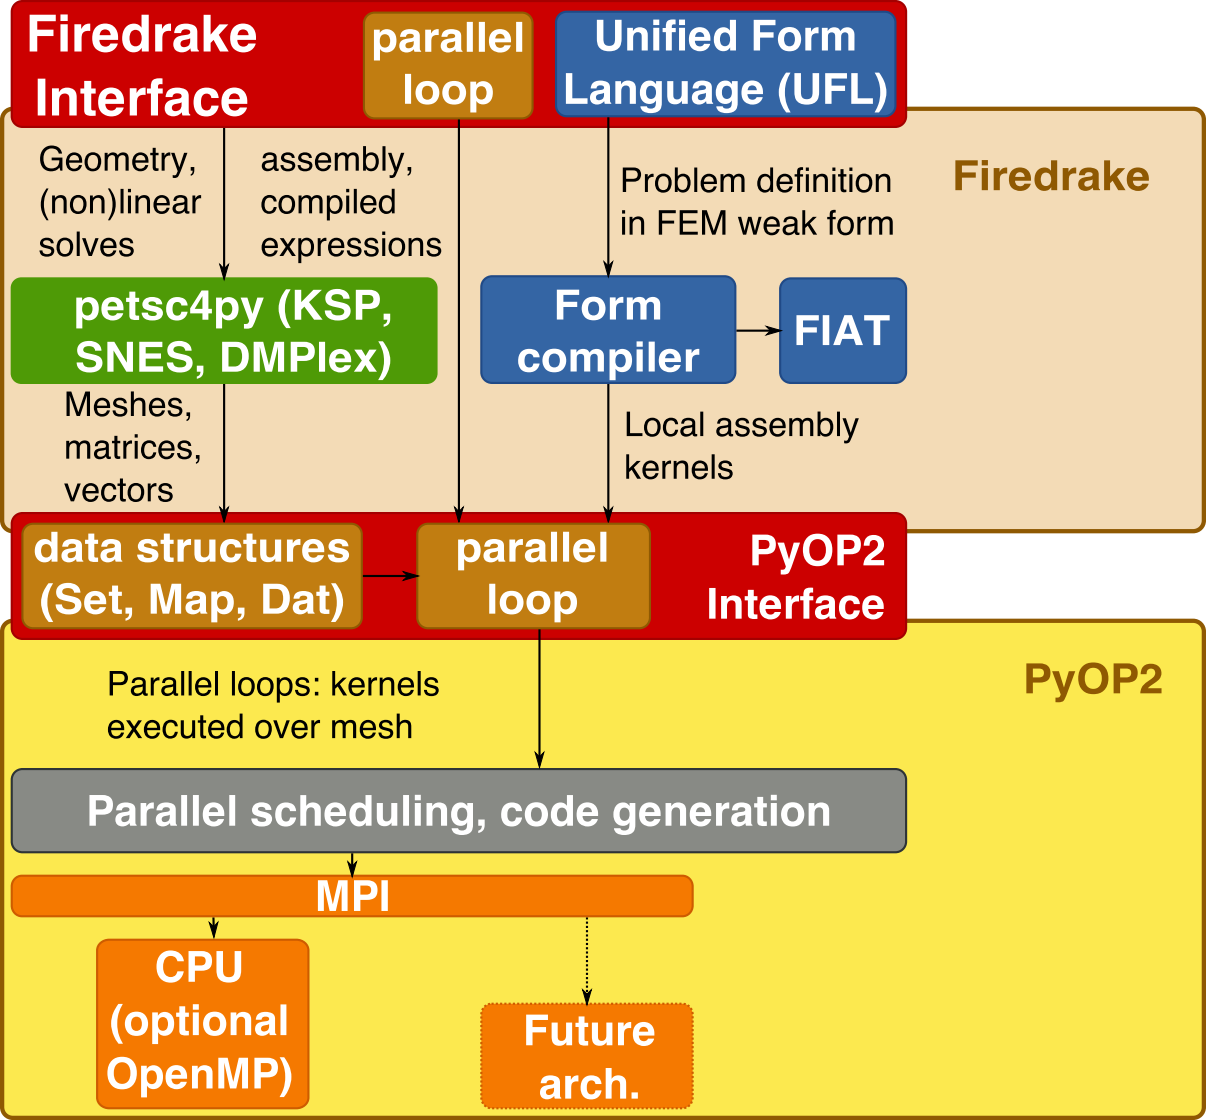 Firedrake
Interface
parallel
loop
Unified Form
Language (UFL)
Firedrake
Geometry,
(non)linear
solves
assembly,
compiled
expressions
Problem definition
in FEM weak form
petsc4py (KSP,
SNES, DMPlex)
Form
compiler
FIAT
Meshes,
matrices,
vectors
Local assembly
kernels
data structures
(Set, Map, Dat)
parallel
loop
PyOP2
Interface
PyOP2
Parallel loops: kernels
executed over mesh
Parallel scheduling, code generation
MPI
CPU
(optional
OpenMP)
Future
arch.